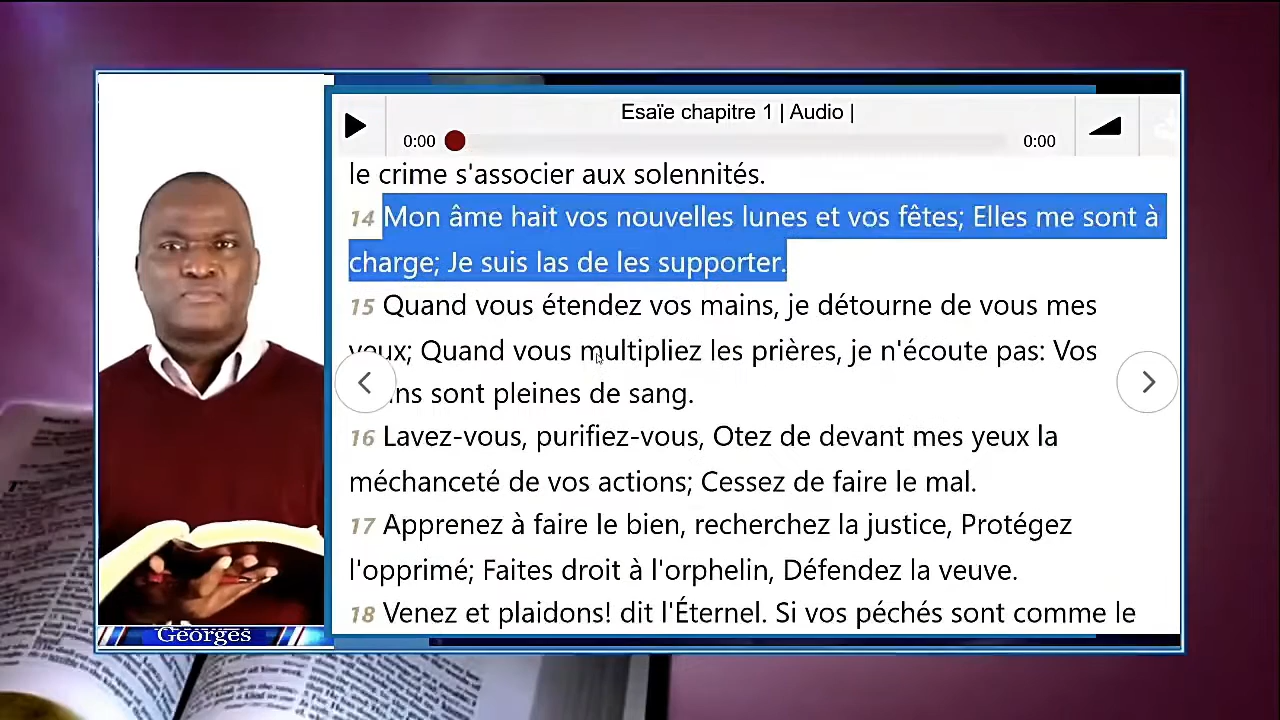 Esaïe chapitre 1 | Audio |
0:00
0:00
le crime s'associer aux solennités.
14 Mon âme hait vos nouvelles lunes et vos fêtes; Elles me sont à
charge; Je suis las de les supporter.
15 Quand vous étendez vos mains, je détourne de vous mes
yeux; Quand vous multipliez les prières, je n'écoute pas: Vos
ins sont pleines de sang.
16 Lavez-vous, purifiez-vous, Otez de devant mes yeux la
méchanceté de vos actions; Cessez de faire le mal.
17 Apprenez à faire le bien, recherchez la justice, Protégez
l'opprimé; Faites droit à l'orphelin, Défendez la veuve.
18 Venez et plaidons! dit l'Éternel. Si vos péchés sont comme le
Georges